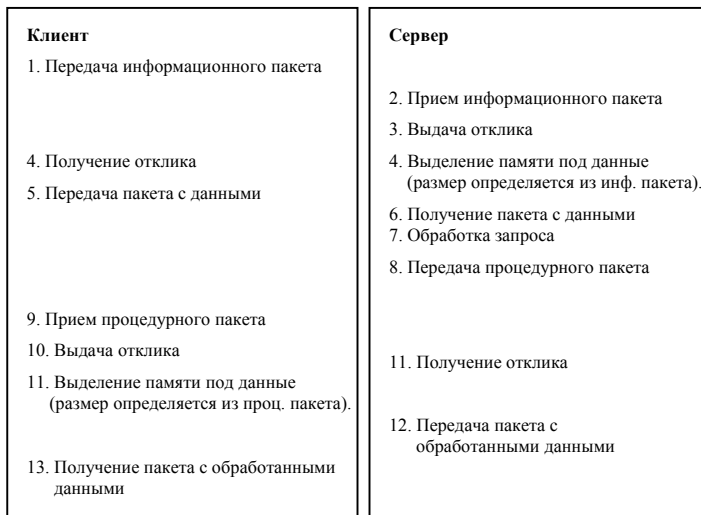 Клиент
1. Передача информационного пакета
4. Получение отклика
5. Передача пакета с данными
9. Прием процедурного пакета
10. Выдача отклика
11. Выделение памяти под данные
(размер определяется из проц. пакета).
13. Получение пакета с обработанными
данными
Сервер
2. Прием информационного пакета
3. Выдача отклика
4. Выделение памяти под данные
(размер определяется из инф. пакета).
6. Получение пакета с данными
7. Обработка запроса
8. Передача процедурного пакета
11. Получение отклика
12. Передача пакета с
обработанными данными